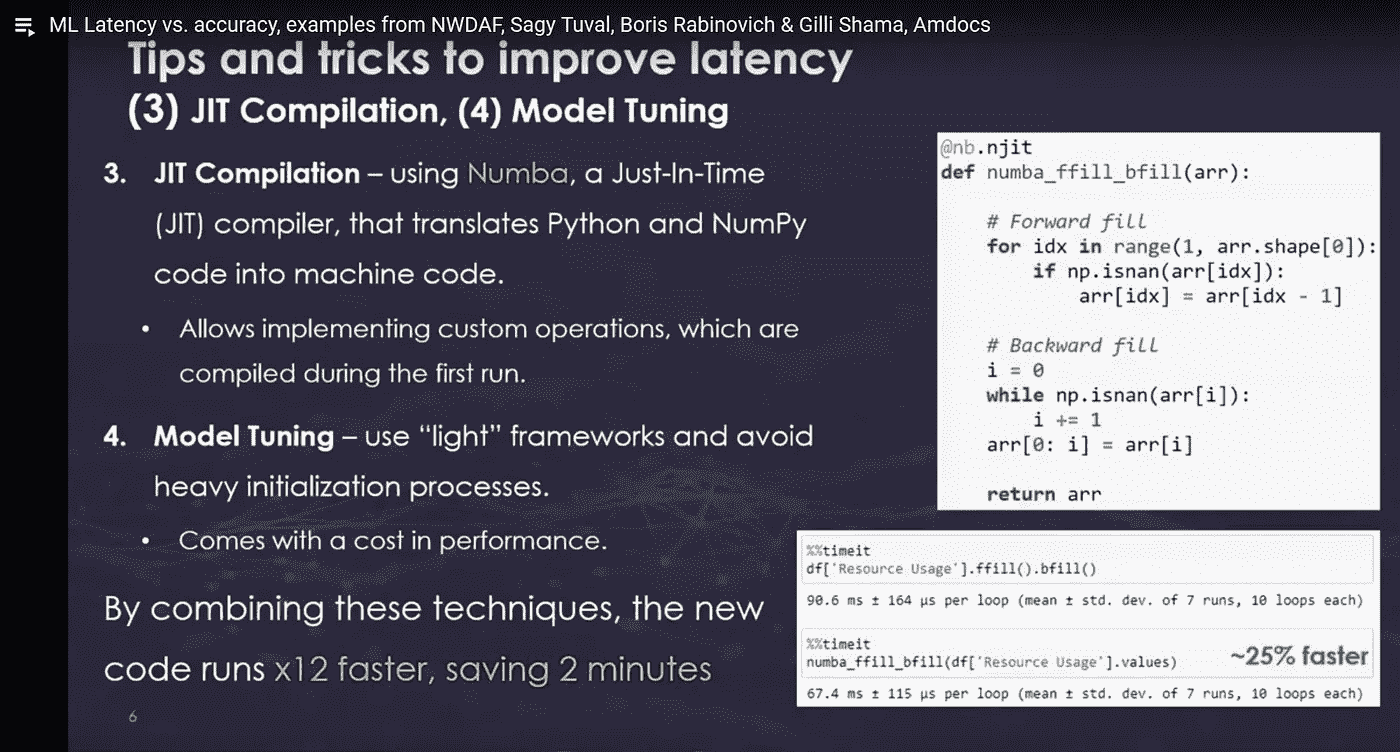 ML Latency vs. accuracy, examples from NWDAF, Sagy Tuval, Boris Rabinovich & Gilli Shama, Amdocs
Tips and tricks to improve latency
(3) JIT Compilation, (4) Model Tuning
3. JIT Compilation – using Numba, a Just-In-Time
(JIT) compiler, that translates Python and NumPy
code into machine code.
• Allows implementing custom operations, which are
compiled during the first run.
4. Model Tuning – use “light” frameworks and avoid
heavy initialization processes.
• Comes with a cost in performance.
By combining these techniques, the new
code runs x12 faster, saving 2 minutes
6
@nb.njit
def numba_ffill_bfill(arr):
# Forward fill
for idx in range(1, arr.shape[0]):
if np.isnan(arr[idx]):
arr[idx] = arr[idx - 1]
# Backward fill
i = 0
while np.isnan(arr[i]):
i += 1
arr[0: i] = arr[i]
return arr
%%timeit
df['Resource Usage'].ffill().bfill()
90.6 ms ± 164 µs per loop (mean ± std. dev. of 7 runs, 10 loops each)
%%timeit
numba_ffill_bfill(df['Resource Usage'].values)
~25% faster
67.4 ms ± 115 µs per loop (mean ± std. dev. of 7 runs, 10 loops each)